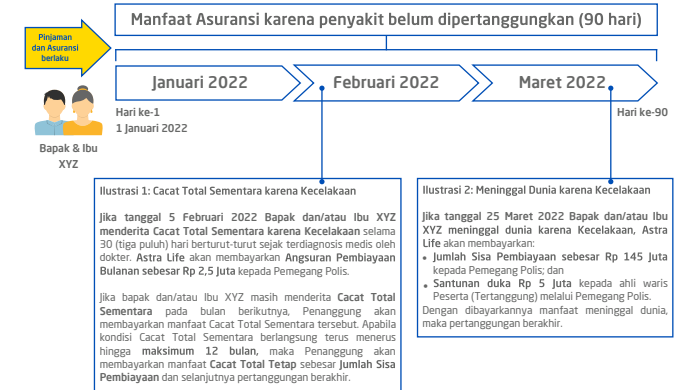 Manfaat Asuransi karena penyakit belum dipertanggungkan (90 hari)
Pinjaman
dan Asuransi
berlaku
Januari 2022
Februari 2022
Maret 2022
Hari ke-1
1 Januari 2022
Hari ke-90
Bapak & Ibu
XYZ
Ilustrasi 1: Cacat Total Sementara karena Kecelakaan
Jika tanggal 5 Februari 2022 Bapak dan/atau Ibu XYZ
menderita Cacat Total Sementara karena Kecelakaan selama
30 (tiga puluh) hari berturut-turut sejak terdiagnosis medis oleh
dokter. Astra Life akan membayarkan Angsuran Pembiayaan
Bulanan sebesar Rp 2,5 Juta kepada Pemegang Polis.
Jika bapak dan/atau Ibu XYZ masih menderita Cacat Total
Sementara pada bulan berikutnya, Penanggung akan
membayarkan manfaat Cacat Total Sementara tersebut. Apabila
kondisi Cacat Total Sementara berlangsung terus menerus
hingga maksimum 12 bulan, maka Penanggung akan
membayarkan manfaat Cacat Total Tetap sebesar Jumlah Sisa
Pembiayaan dan selanjutnya pertanggungan berakhir.
Ilustrasi 2: Meninggal Dunia karena Kecelakaan
Jika tanggal 25 Maret 2022 Bapak dan/atau Ibu
XYZ meninggal dunia karena Kecelakaan, Astra
Life akan membayarkan:
• Jumlah Sisa Pembiayaan sebesar Rp 145 Juta
kepada Pemegang Polis; dan
• Santunan duka Rp 5 Juta kepada ahli waris
Peserta (Tertanggung) melalui Pemegang Polis.
Dengan dibayarkannya manfaat meninggal dunia,
maka pertanggungan berakhir.